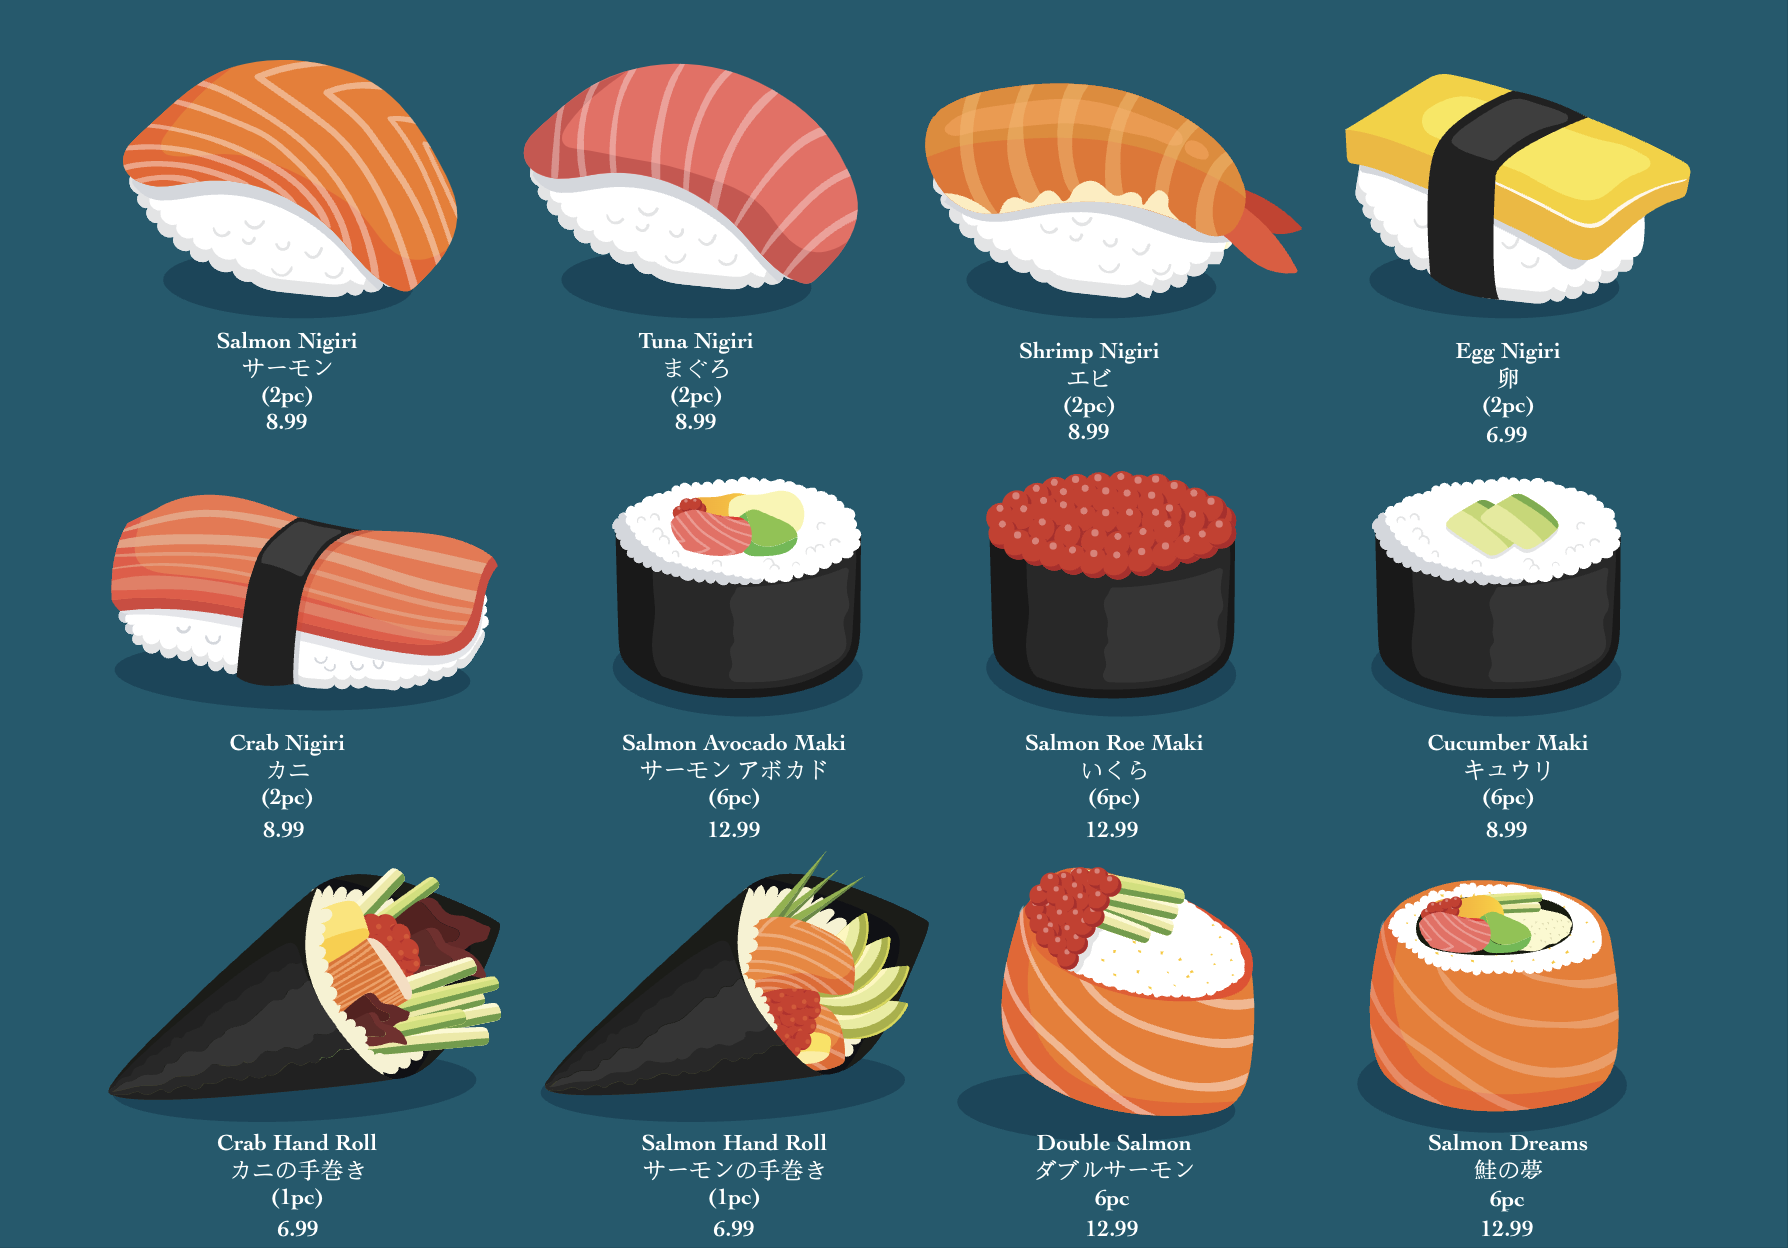 Salmon Nigiri
サーモン
(2pc)
8.99
Tuna Nigiri
まぐろ
(2pc)
8.99
Shrimp Nigiri
エビ
(2pc)
8.99
Egg Nigiri
卵
(2pc)
6.99
Crab Nigiri
カニ
(2pc)
8.99
Salmon Avocado Maki
サーモン アボカド
(6pc)
12.99
Salmon Roe Maki
いくら
(6pc)
12.99
Cucumber Maki
キュウリ
(6pc)
8.99
Crab Hand Roll
カニの手巻き
(1pc)
6.99
Salmon Hand Roll
サーモンの手巻き
(1pc)
6.99
Double Salmon
ダブルサーモン
6pc
12.99
Salmon Dreams
鮭の夢
6pc
12.99